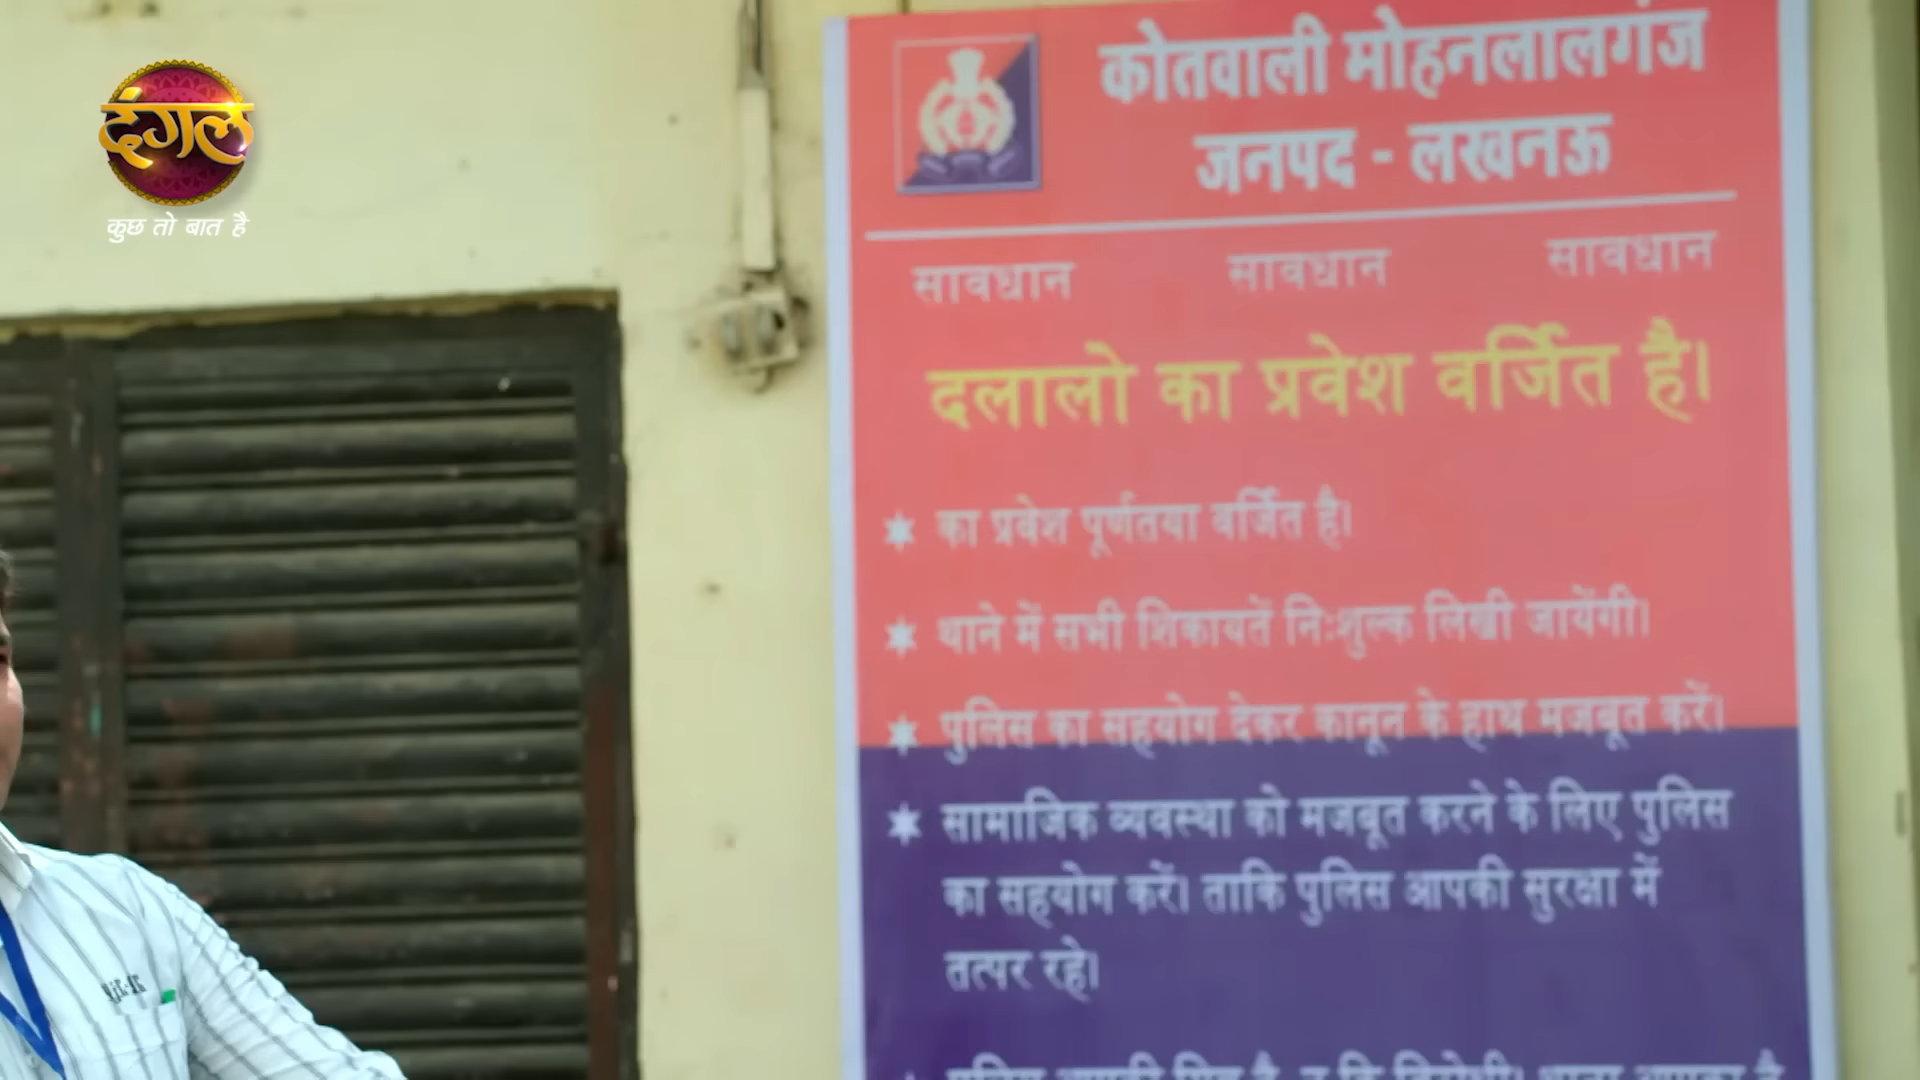 दंगल
कुछ तो बात है
कोतवाली मोहनलालगंज
जनपद - लखनऊ
सावधान सावधान सावधान
दलालो का प्रवेश वर्जित है।
का प्रवेश पूर्णतया वर्जित है।
थाने में सभी शिकायतें निःशुल्क लिखी जायेंगी।
पुलिस का सहयोग देकर कानून के हाथ मजबूत करें।
सामाजिक व्यवस्था को मजबूत करने के लिए पुलिस
का सहयोग करें। ताकि पुलिस आपकी सुरक्षा में
तत्पर रहे।